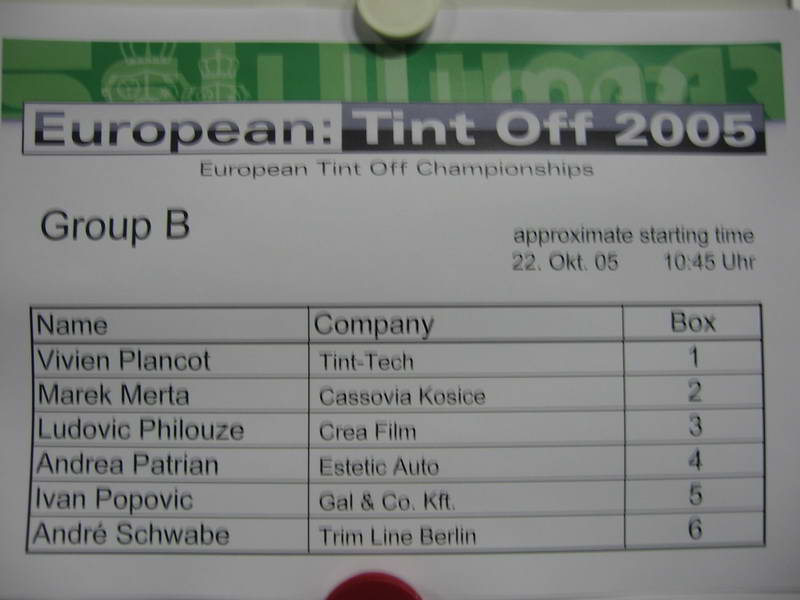 European: Tint Off 2005
European Tint Off Championships
Group B
approximate starting time
22. Okt. 05 10:45 Uhr
Name Company Box
Vivien Plancot Tint-Tech 1
Marek Merta Cassovia Kosice 2
Ludovic Philouze Crea Film 3
Andrea Patrian Estetic Auto 4
Ivan Popovic Gal & Co. Kft. 5
André Schwabe Trim Line Berlin 6